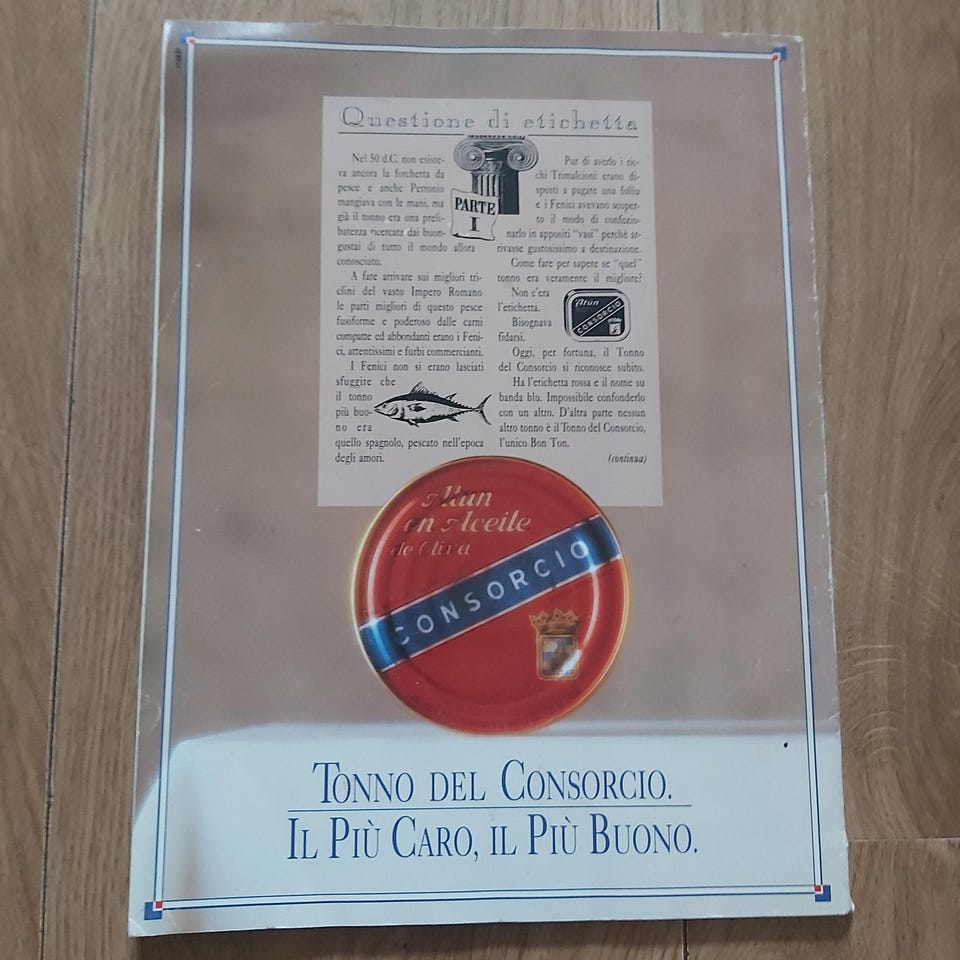 Questione di etichetta
Nel 50 d.C. non esiste-
va ancora la forchetta da
pesce e anche Petronio
mangiava con le mani, ma
già il tonno era una preli-
batezza ricercata dai buon-
gustai di tutto il mondo allora
conosciuto.
A fare arrivare sui migliori tri-
clini del vasto Impero Romano
le parti migliori di questo pesce
fusiforme e poderoso dalle carni
compatte ed abbondanti erano i Feni-
ci, attentissimi e furbi commercianti.
I Fenici non si erano lasciati
sfuggire che
il tonno
più buo-
no era
quello spagnolo, pescato nell'epoca
degli amori.
PARTE
I
Pur di averlo i ric-
chi Trimalcioni erano di-
sposti a pagare una follia
e i Fenici avevano scoper-
to il modo di confezio-
narlo in appositi "vasi" perchè ar-
rivasse gustosissimo a destinazione.
Come fare per sapere se "quel"
tonno era veramente il migliore?
Non c'era
l'etichetta.
Bisognava
fidarsi.
Atún
CONSORCIO
Oggi, per fortuna, il Tonno
del Consorcio si riconosce subito.
Ha l'etichetta rossa e il nome su
banda blu. Impossibile confonderlo
con un altro. D'altra parte nessun
altro tonno è il Tonno del Consorcio,
l'unico Bon Ton.
(continua)
Atun
en Aceite
de Oliva
CONSORCIO
TONNO DEL CONSORCIO.
IL PIÙ CARO, IL PIÙ BUONO.